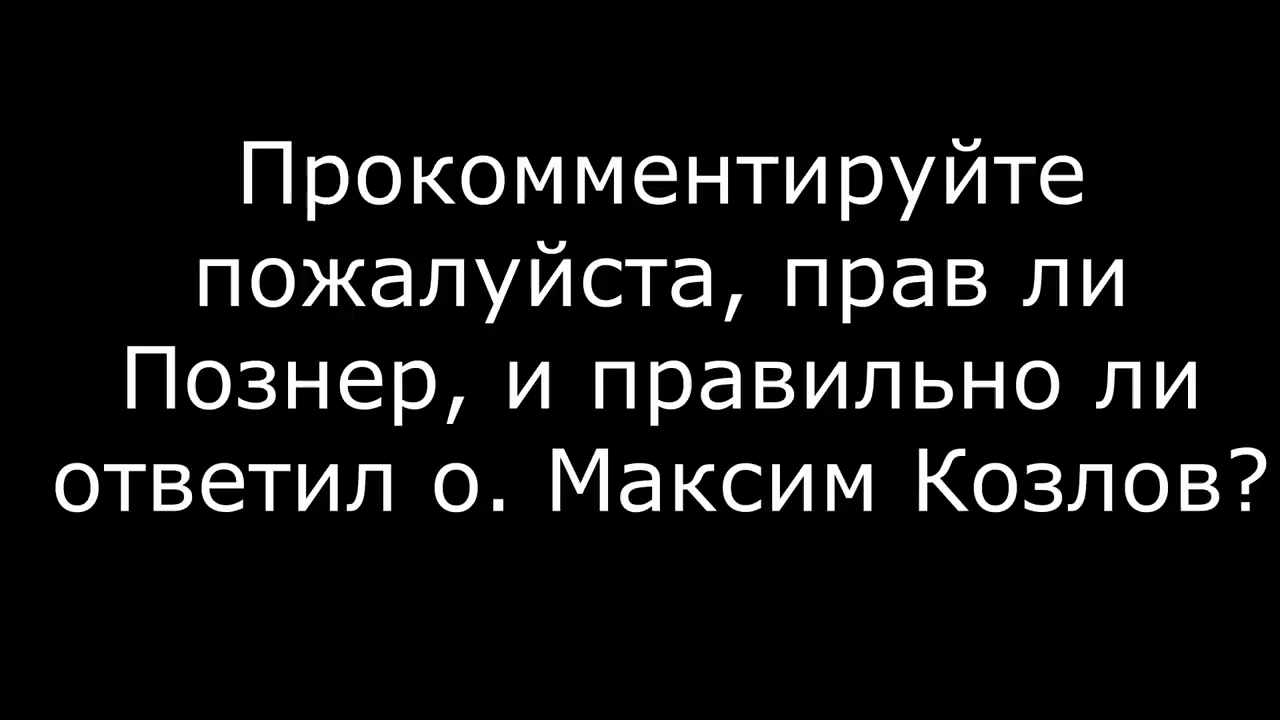 Прокомментируйте
пожалуйста, прав ли
Познер, и правильно ли
ответил о. Максим Козлов?